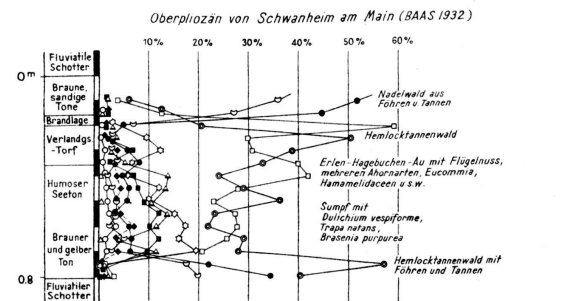 Oberpliozän von Schwanheim am Main (BAAS 1932)
10% 20% 30% 40% 50% 60%
Fluviatile
Schotter
0 m
Braune,
sandige
Tone
Brandlage
Verlandgs
-Torf
Humoser
Seeton
Brauner
und gelber
Ton
0.8
Fluviatiler
Schotter
Nadelwald aus
Föhren u. Tannen
Hemlocktannenwald
Erlen-Hagebuchen-Au mit Flügelnuss,
mehreren Ahornarten, Eucommia,
Hamamelidaceen u.s.w.
Sumpf mit
Dulichium vespiforme,
Trapa natans,
Brasenia purpurea
Hemlocktannenwald mit
Föhren und Tannen